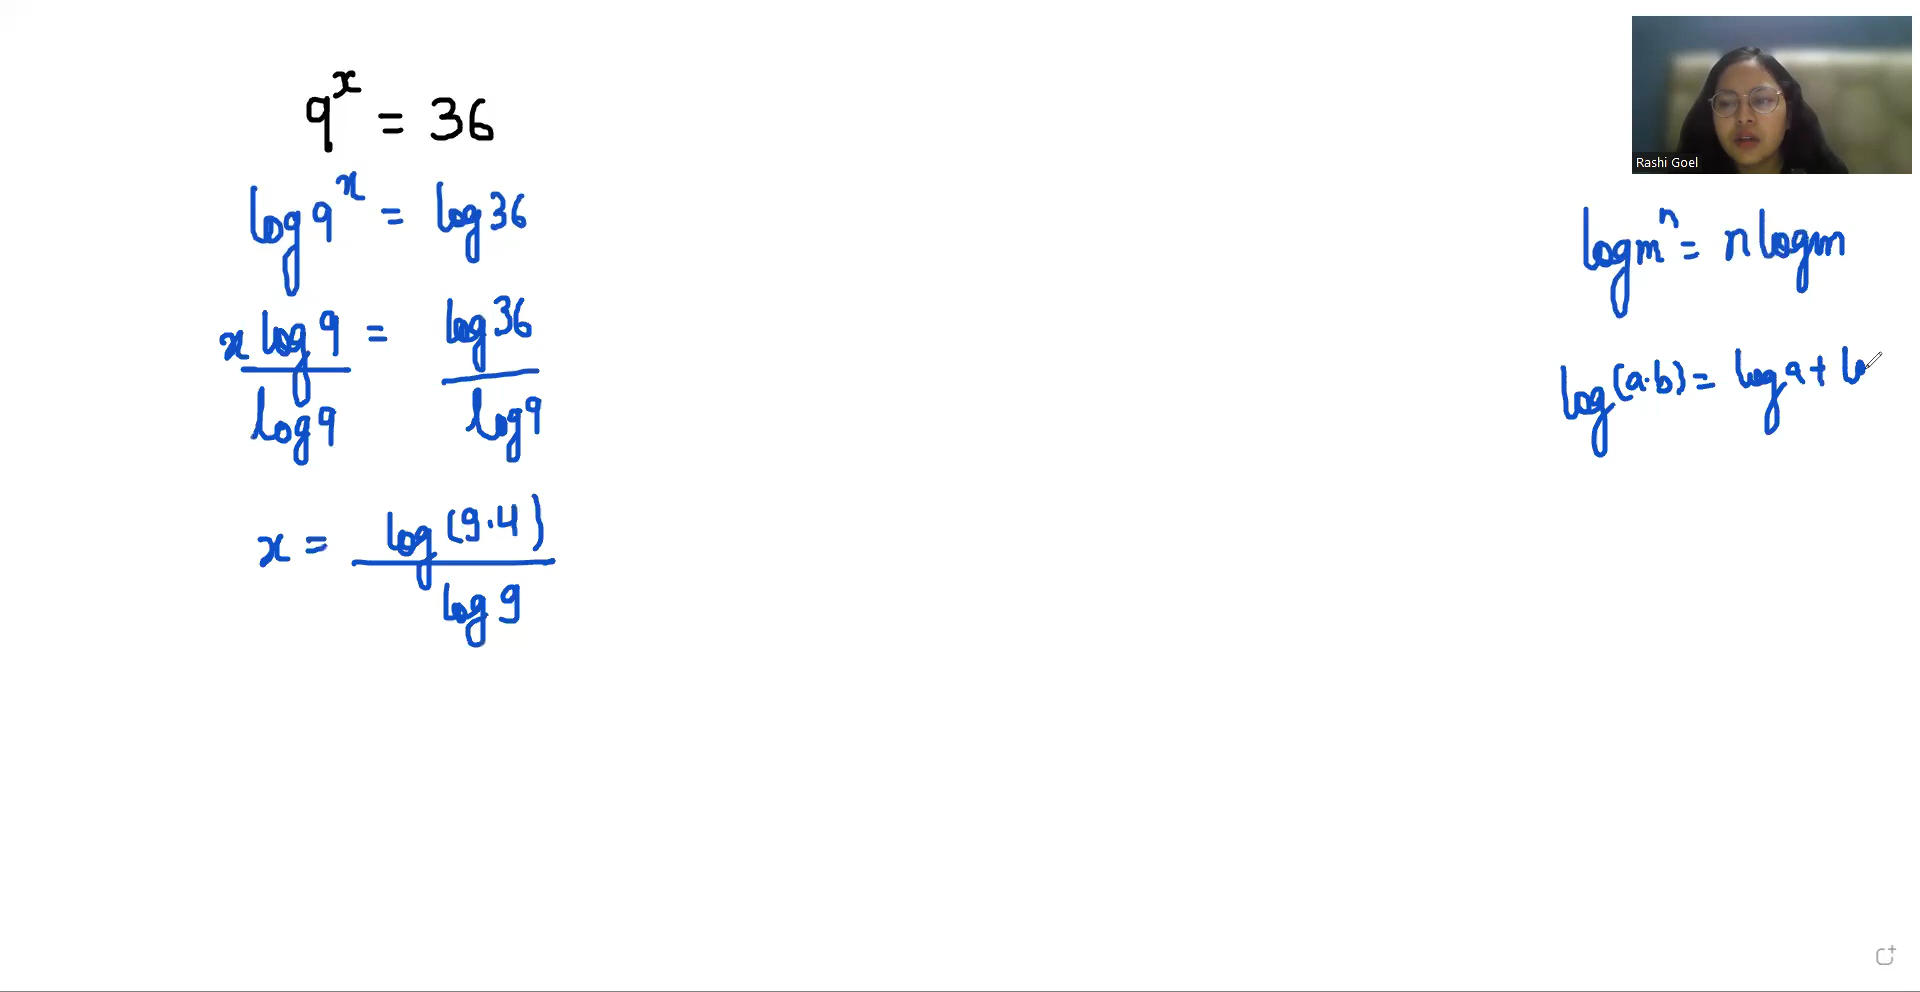 9^x = 36
log 9^x = log 36
x log 9 / log 9 = log 36 / log 9
x = log (9·4) / log 9
Rashi Goel
log m^n = n log m
log (a·b) = log a + lo